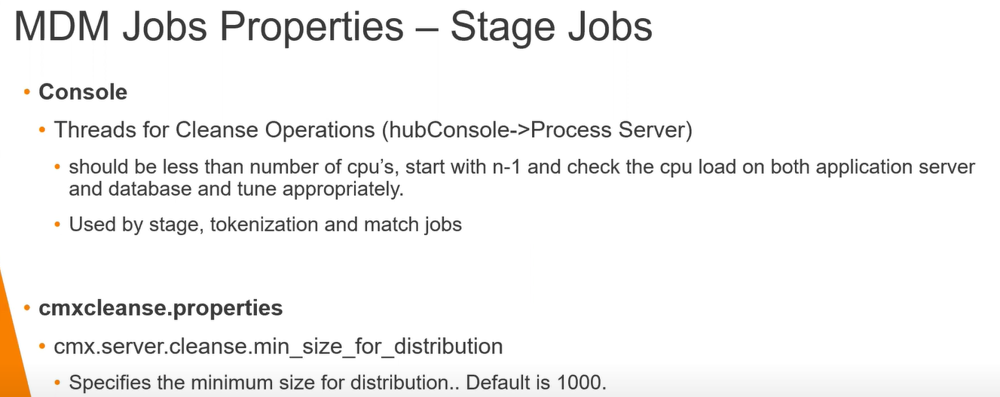 MDM Jobs Properties – Stage Jobs
• Console
• Threads for Cleanse Operations (hubConsole->Process Server)
• should be less than number of cpu's, start with n-1 and check the cpu load on both application server
and database and tune appropriately.
• Used by stage, tokenization and match jobs
• cmxcleanse.properties
• cmx.server.cleanse.min_size_for_distribution
• Specifies the minimum size for distribution.. Default is 1000.